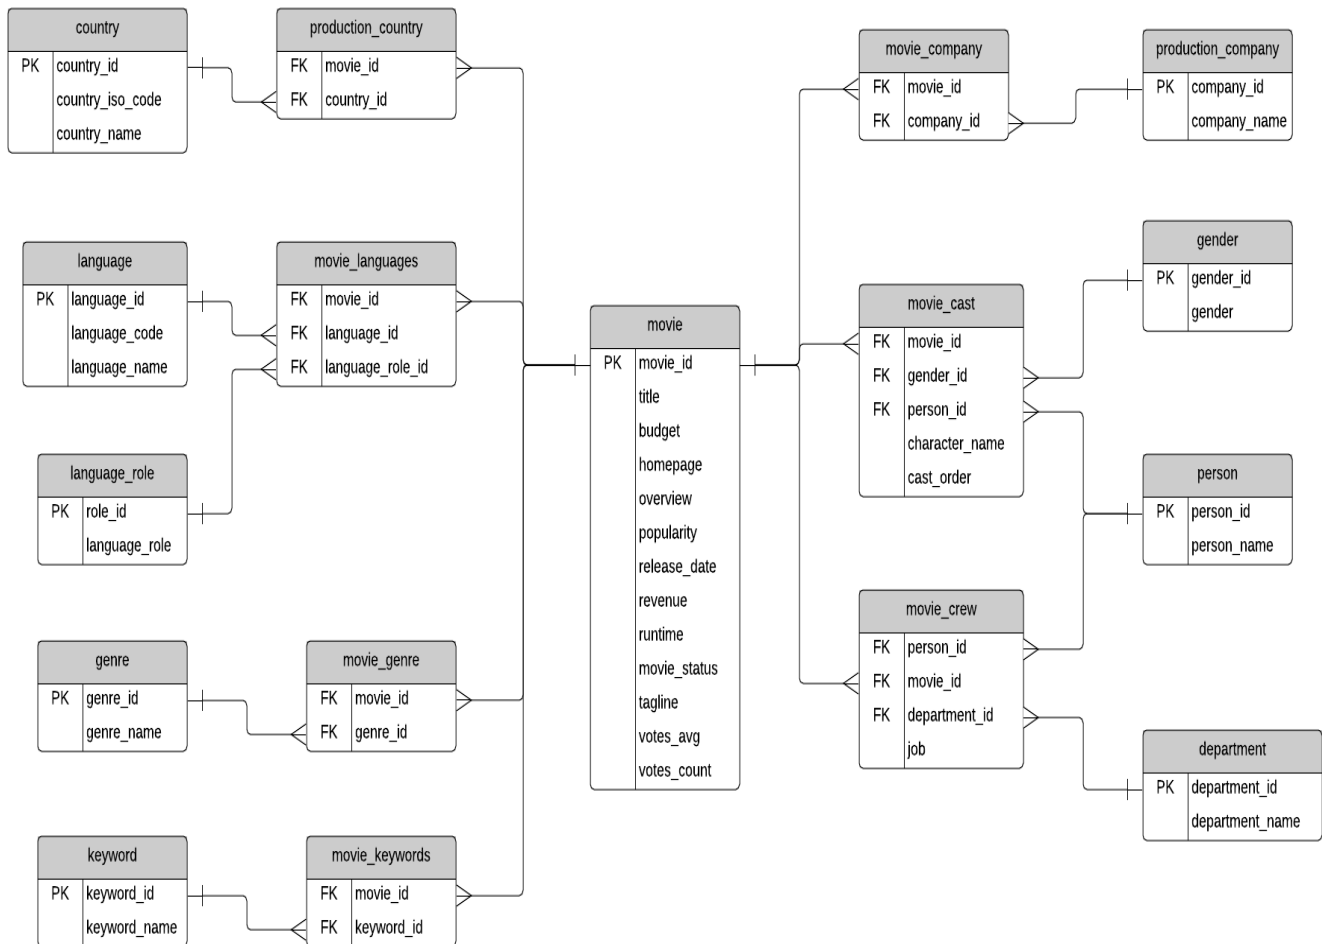 country
PK country_id
country_iso_code
country_name
production_country
FK movie_id
FK country_id
language
PK language_id
language_code
language_name
movie_languages
FK movie_id
FK language_id
FK language_role_id
language_role
PK role_id
language_role
genre
PK genre_id
genre_name
movie_genre
FK movie_id
FK genre_id
keyword
PK keyword_id
keyword_name
movie_keywords
FK movie_id
FK keyword_id
movie
PK movie_id
title
budget
homepage
overview
popularity
release_date
revenue
runtime
movie_status
tagline
votes_avg
votes_count
movie_company
FK movie_id
FK company_id
production_company
PK company_id
company_name
gender
PK gender_id
gender
movie_cast
FK movie_id
FK gender_id
FK person_id
character_name
cast_order
person
PK person_id
person_name
movie_crew
FK person_id
FK movie_id
FK department_id
job
department
PK department_id
department_name